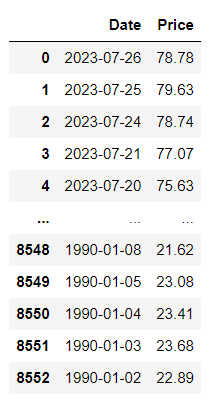 Date Price
0 2023-07-26 78.78
1 2023-07-25 79.63
2 2023-07-24 78.74
3 2023-07-21 77.07
4 2023-07-20 75.63
... ... ...
8548 1990-01-08 21.62
8549 1990-01-05 23.08
8550 1990-01-04 23.41
8551 1990-01-03 23.68
8552 1990-01-02 22.89